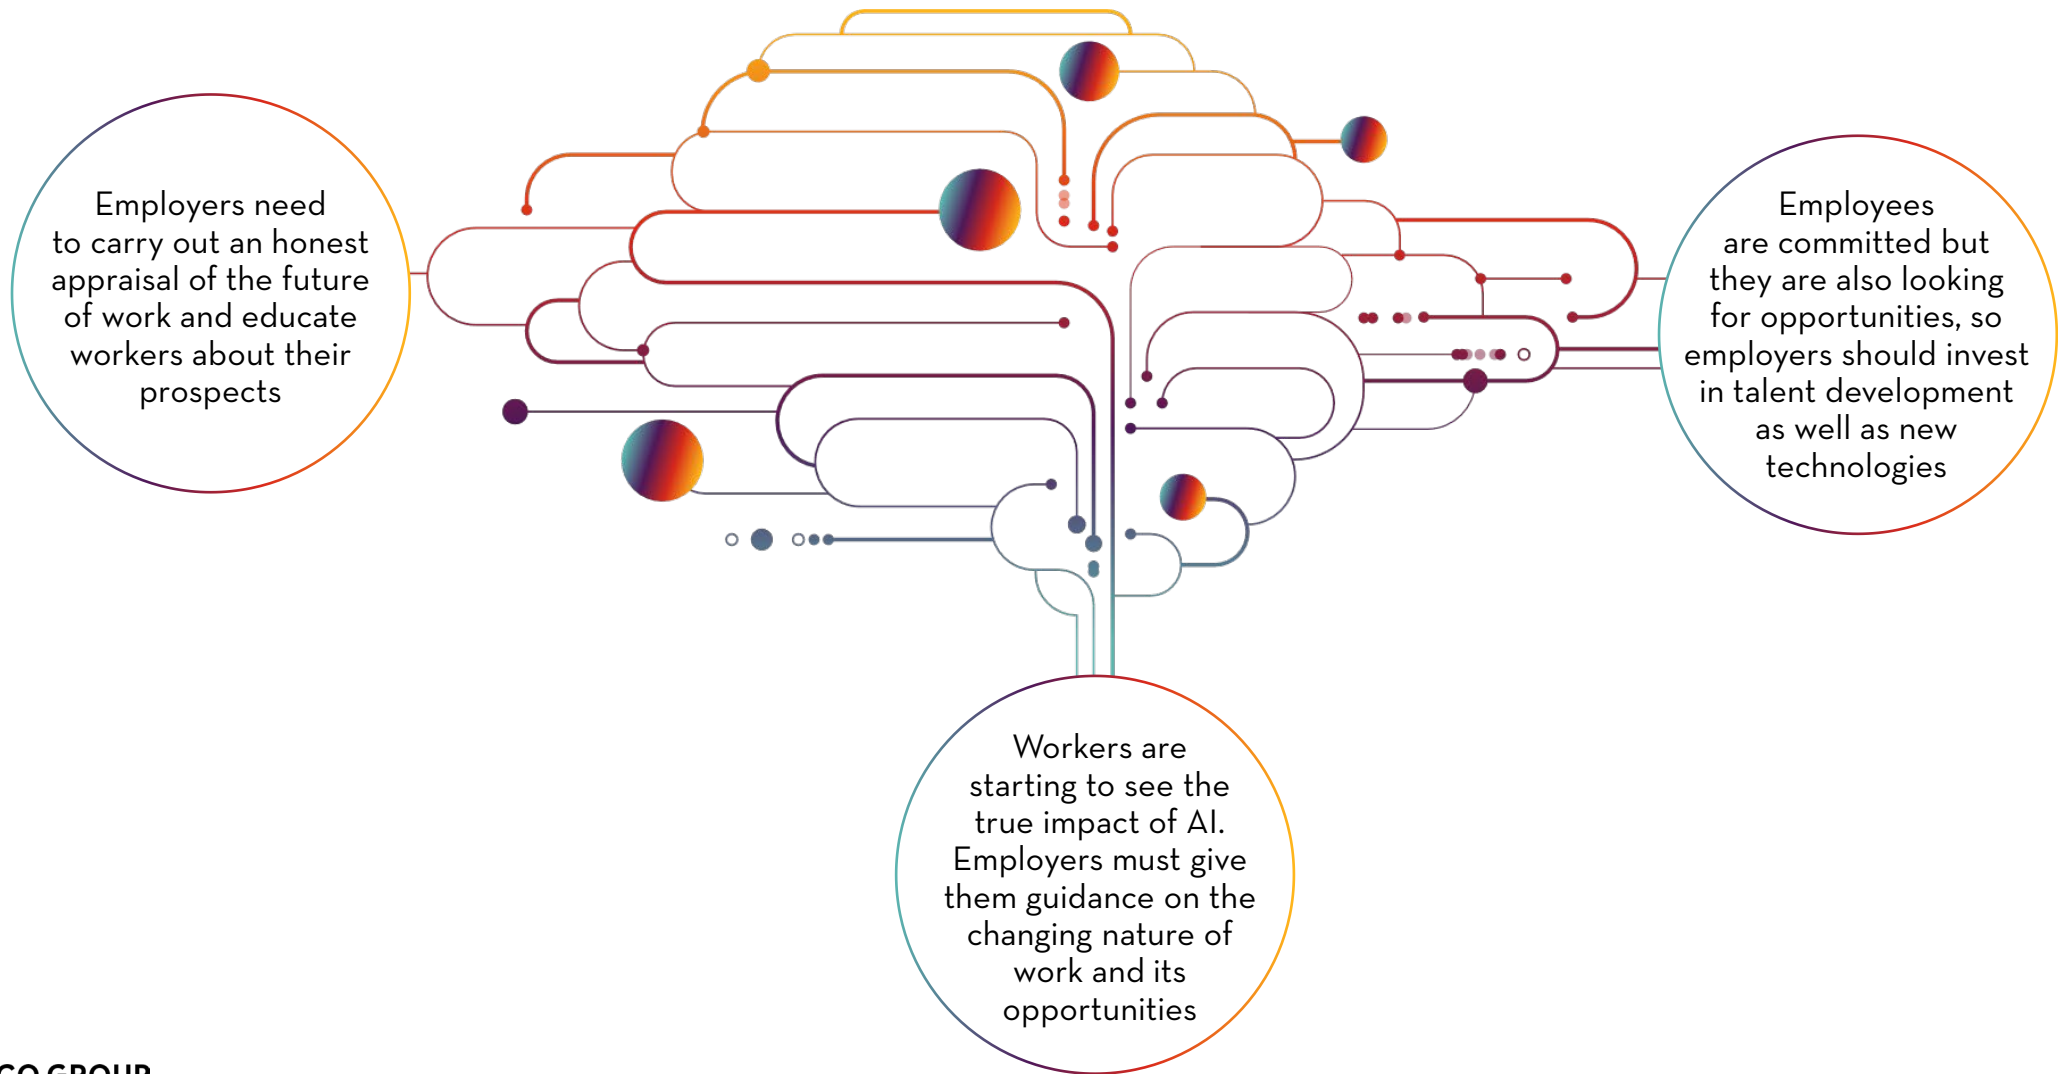 Employers need
to carry out an honest
appraisal of the future
of work and educate
workers about their
prospects
Employees
are committed but
they are also looking
for opportunities, so
employers should invest
in talent development
as well as new
technologies
Workers are
starting to see the
true impact of AI.
Employers must give
them guidance on the
changing nature of
work and its
opportunities
GROUP